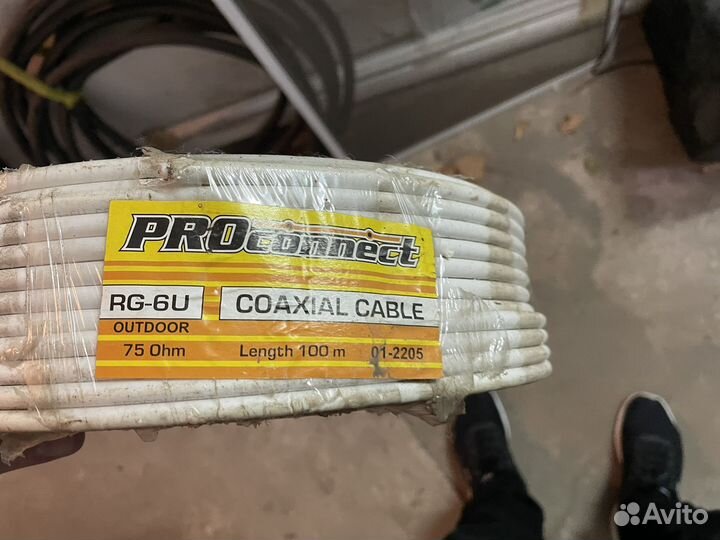 PROconnect
RG-6U COAXIAL CABLE
OUTDOOR
75 Ohm Length 100 m 01-2205
Avito